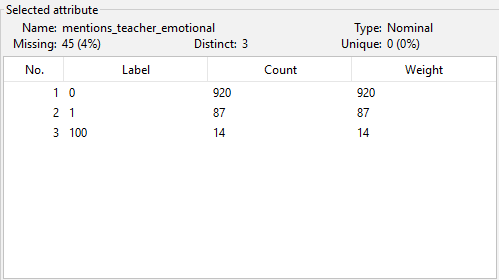 Selected attribute
Name: mentions_teacher_emotional Type: Nominal
Missing: 45 (4%) Distinct: 3 Unique: 0 (0%)
No. Label Count Weight
1 0 920 920
2 1 87 87
3 100 14 14